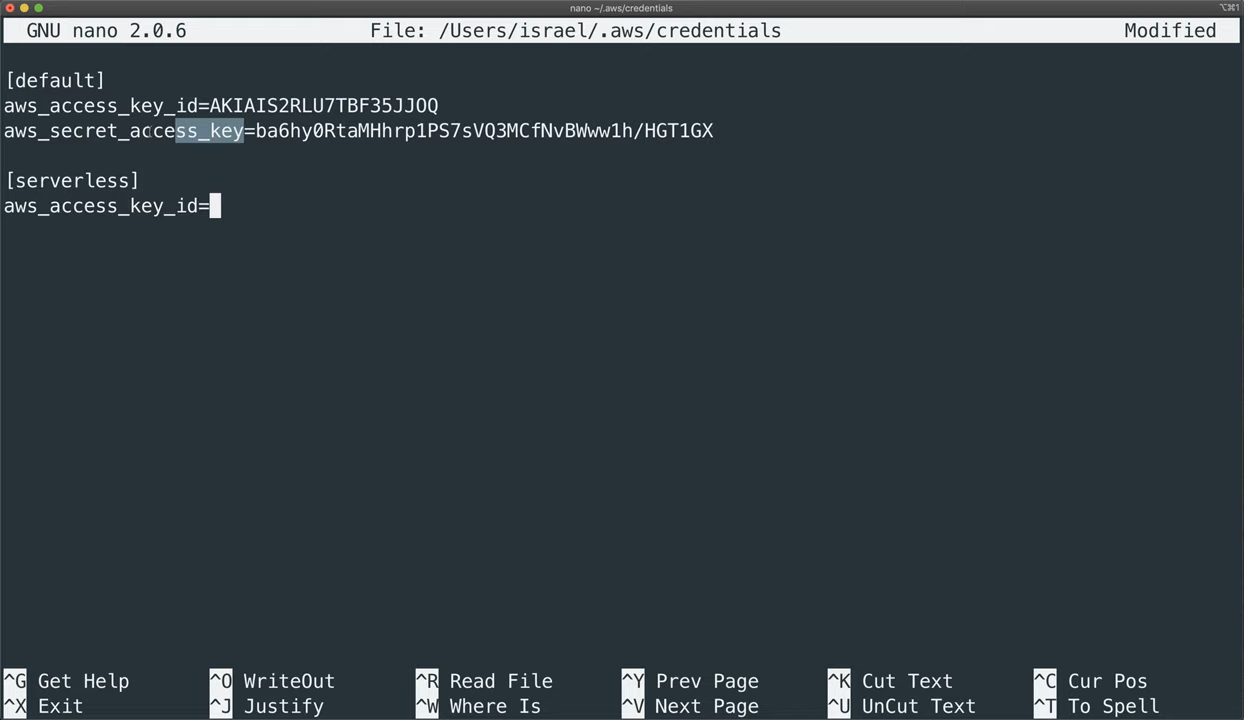 nano ~/.aws/credentials
⌥⌘1
GNU nano 2.0.6 File: /Users/israel/.aws/credentials Modified
[default]
aws_access_key_id=AKIAIS2RLU7TBF35JJOQ
aws_secret_access_key=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
[serverless]
aws_access_key_id=
^G Get Help ^O WriteOut ^R Read File ^Y Prev Page ^K Cut Text ^C Cur Pos
^X Exit ^J Justify ^W Where Is ^V Next Page ^U UnCut Text ^T To Spell